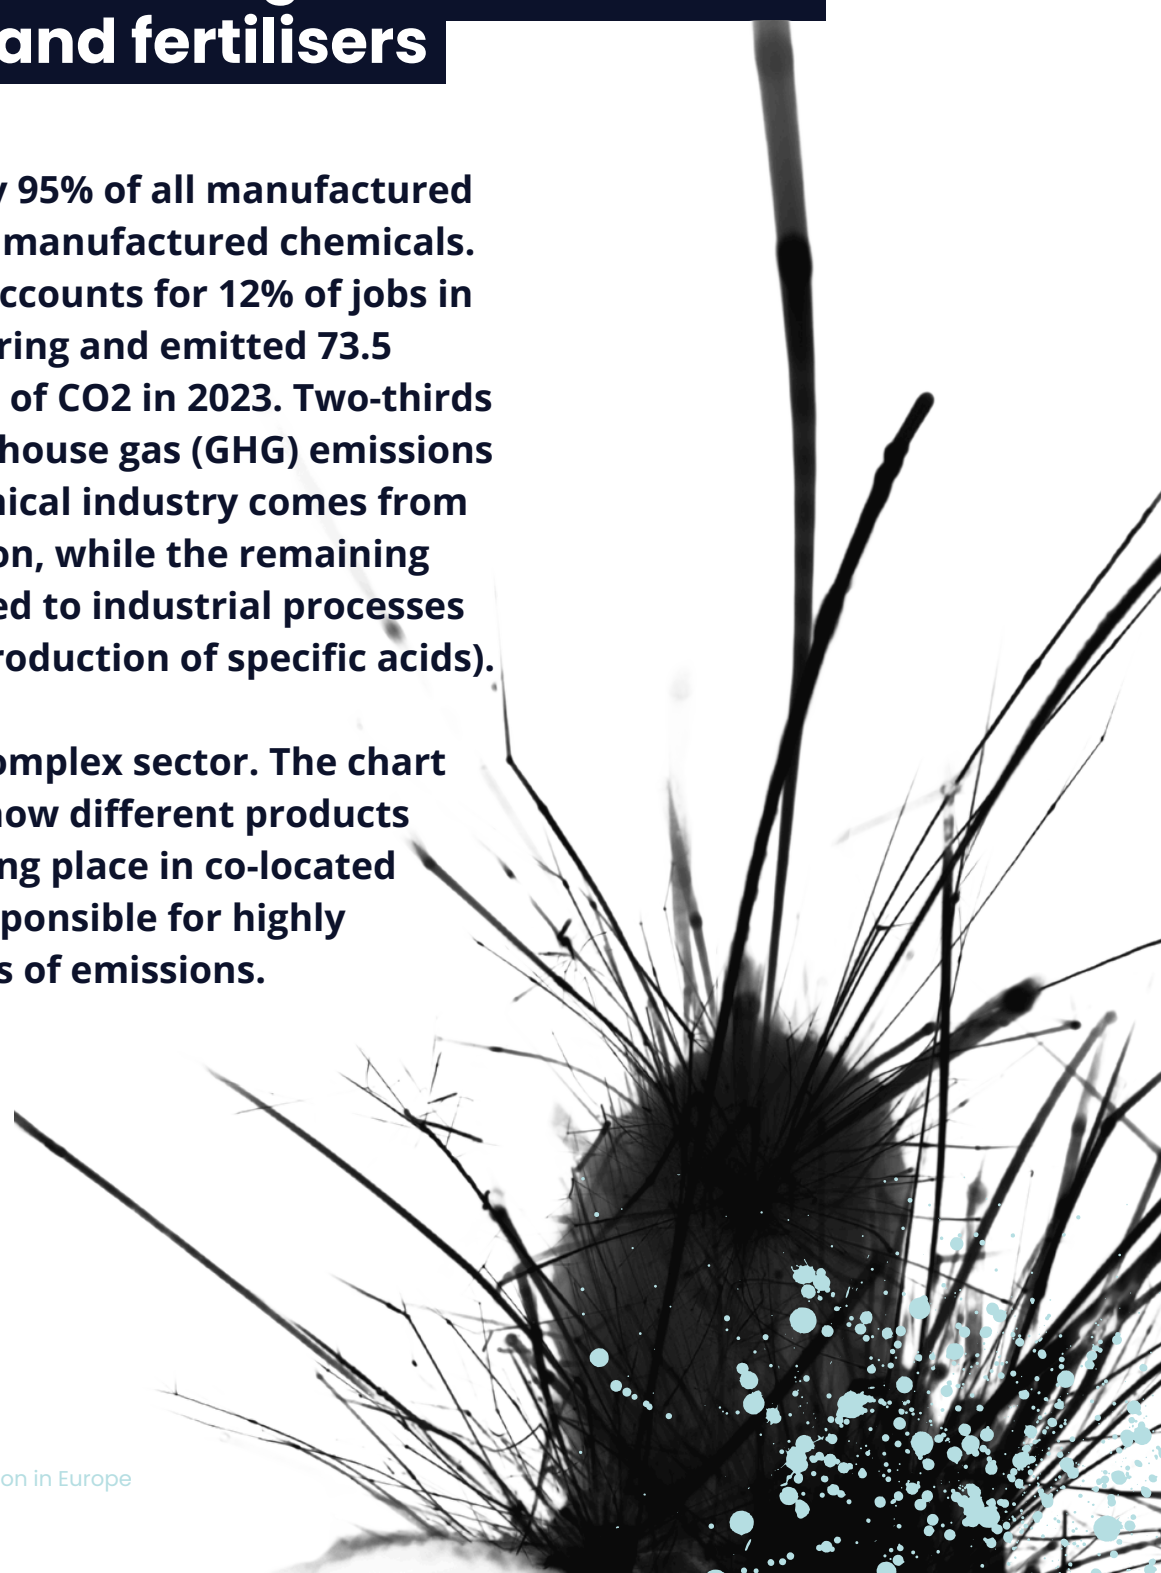 and fertilisers
95% of all manufactured
manufactured chemicals.
ccounts for 12% of jobs in
ring and emitted 73.5
of CO2 in 2023. Two-thirds
house gas (GHG) emissions
ical industry comes from
on, while the remaining
ed to industrial processes
roduction of specific acids).
omplex sector. The chart
how different products
ng place in co-located
ponsible for highly
s of emissions.
on in Europe